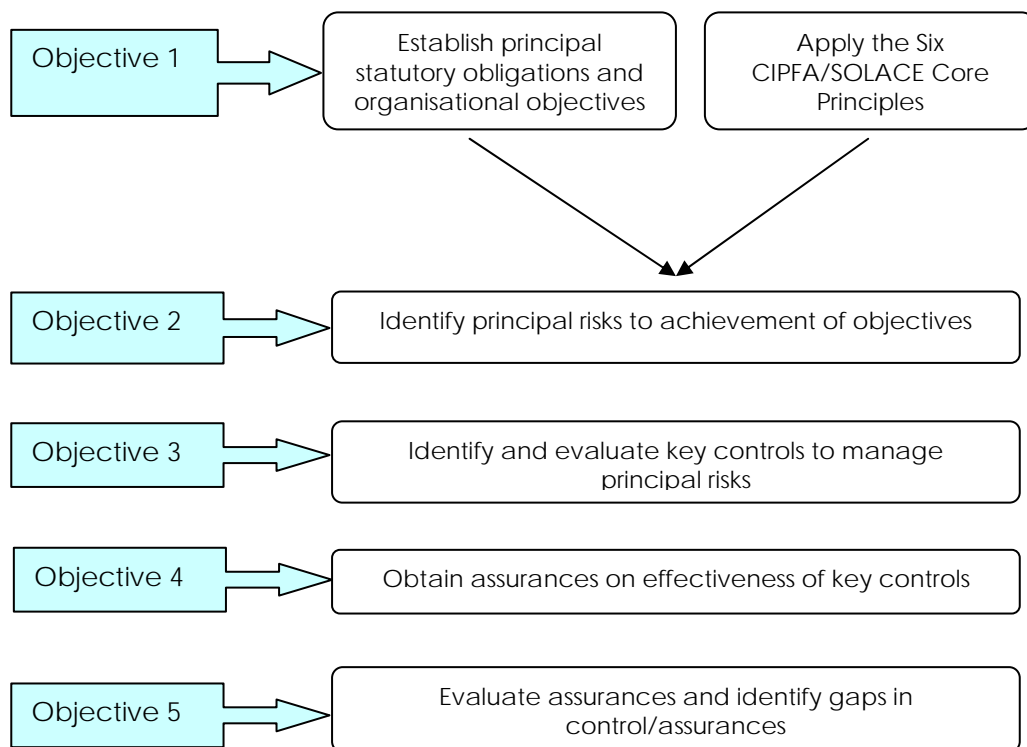 Objective 1
Establish principal
statutory obligations and
organisational objectives
Apply the Six
CIPFA/SOLACE Core
Principles
Objective 2
Identify principal risks to achievement of objectives
Objective 3
Identify and evaluate key controls to manage
principal risks
Objective 4
Obtain assurances on effectiveness of key controls
Objective 5
Evaluate assurances and identify gaps in
control/assurances